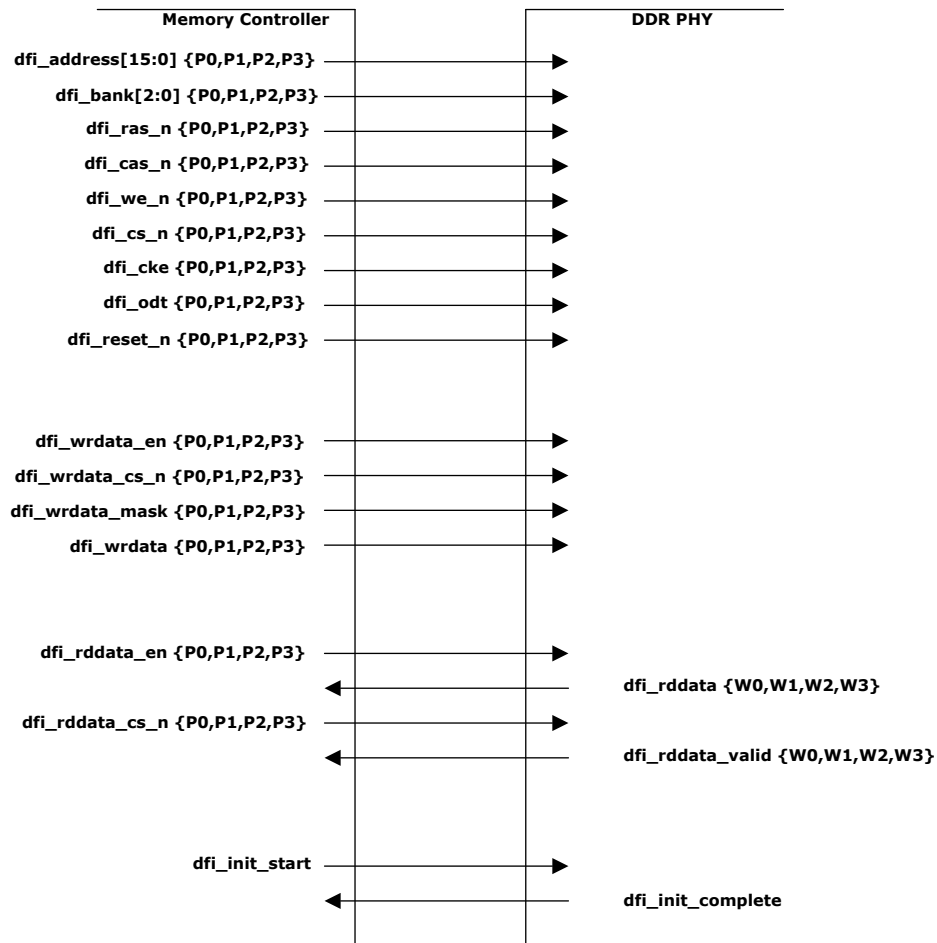 Memory Controller
DDR PHY
dfi_address[15:0] {P0,P1,P2,P3}
dfi_bank[2:0] {P0,P1,P2,P3}
dfi_ras_n {P0,P1,P2,P3}
dfi_cas_n {P0,P1,P2,P3}
dfi_we_n {P0,P1,P2,P3}
dfi_cs_n {P0,P1,P2,P3}
dfi_cke {P0,P1,P2,P3}
dfi_odt {P0,P1,P2,P3}
dfi_reset_n {P0,P1,P2,P3}
dfi_wrdata_en {P0,P1,P2,P3}
dfi_wrdata_cs_n {P0,P1,P2,P3}
dfi_wrdata_mask {P0,P1,P2,P3}
dfi_wrdata {P0,P1,P2,P3}
dfi_rddata_en {P0,P1,P2,P3}
dfi_rddata {W0,W1,W2,W3}
dfi_rddata_cs_n {P0,P1,P2,P3}
dfi_rddata_valid {W0,W1,W2,W3}
dfi_init_start
dfi_init_complete